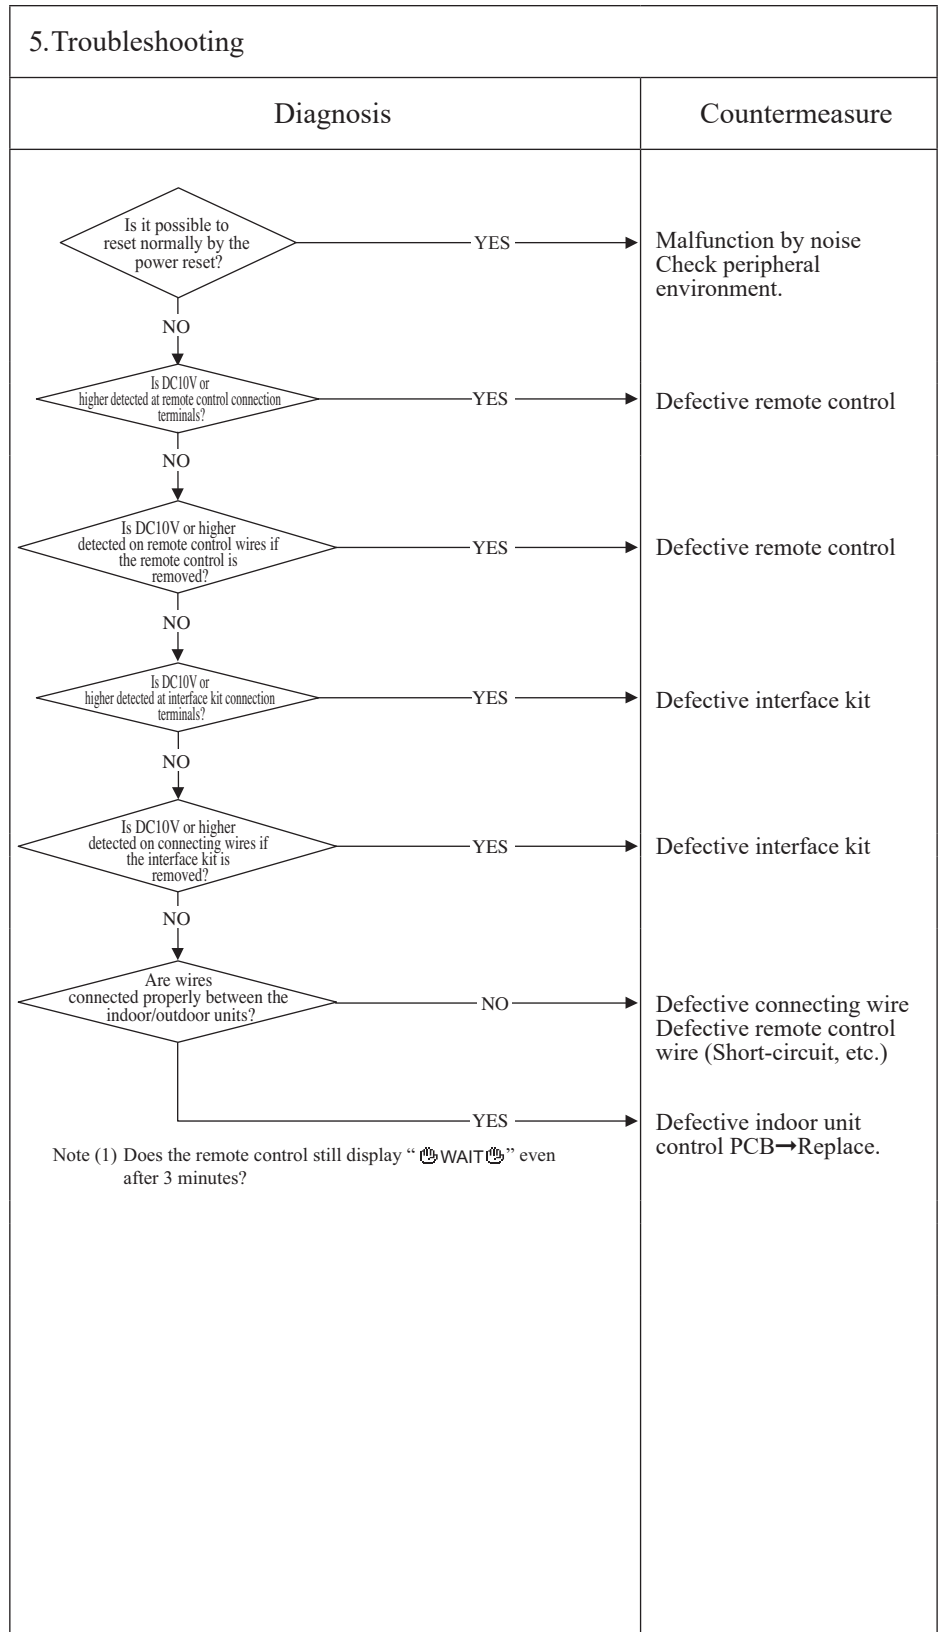 5.Troubleshooting
Diagnosis
Countermeasure
Is it possible to
reset normally by the
power reset?
YES
Malfunction by noise
Check peripheral
environment.
NO
Is DC10V or
higher detected at remote control connection
terminals?
YES
Defective remote control
NO
Is DC10V or higher
detected on remote control wires if
the remote control is
removed?
YES
Defective remote control
NO
Is DC10V or
higher detected at interface kit connection
terminals?
YES
Defective interface kit
NO
Is DC10V or higher
detected on connecting wires if
the interface kit is
removed?
YES
Defective interface kit
NO
Are wires
connected properly between the
indoor/outdoor units?
NO
Defective connecting wire
Defective remote control
wire (Short-circuit, etc.)
YES
Defective indoor unit
control PCB→Replace.
Note (1) Does the remote control still display “ WAIT ” even
after 3 minutes?